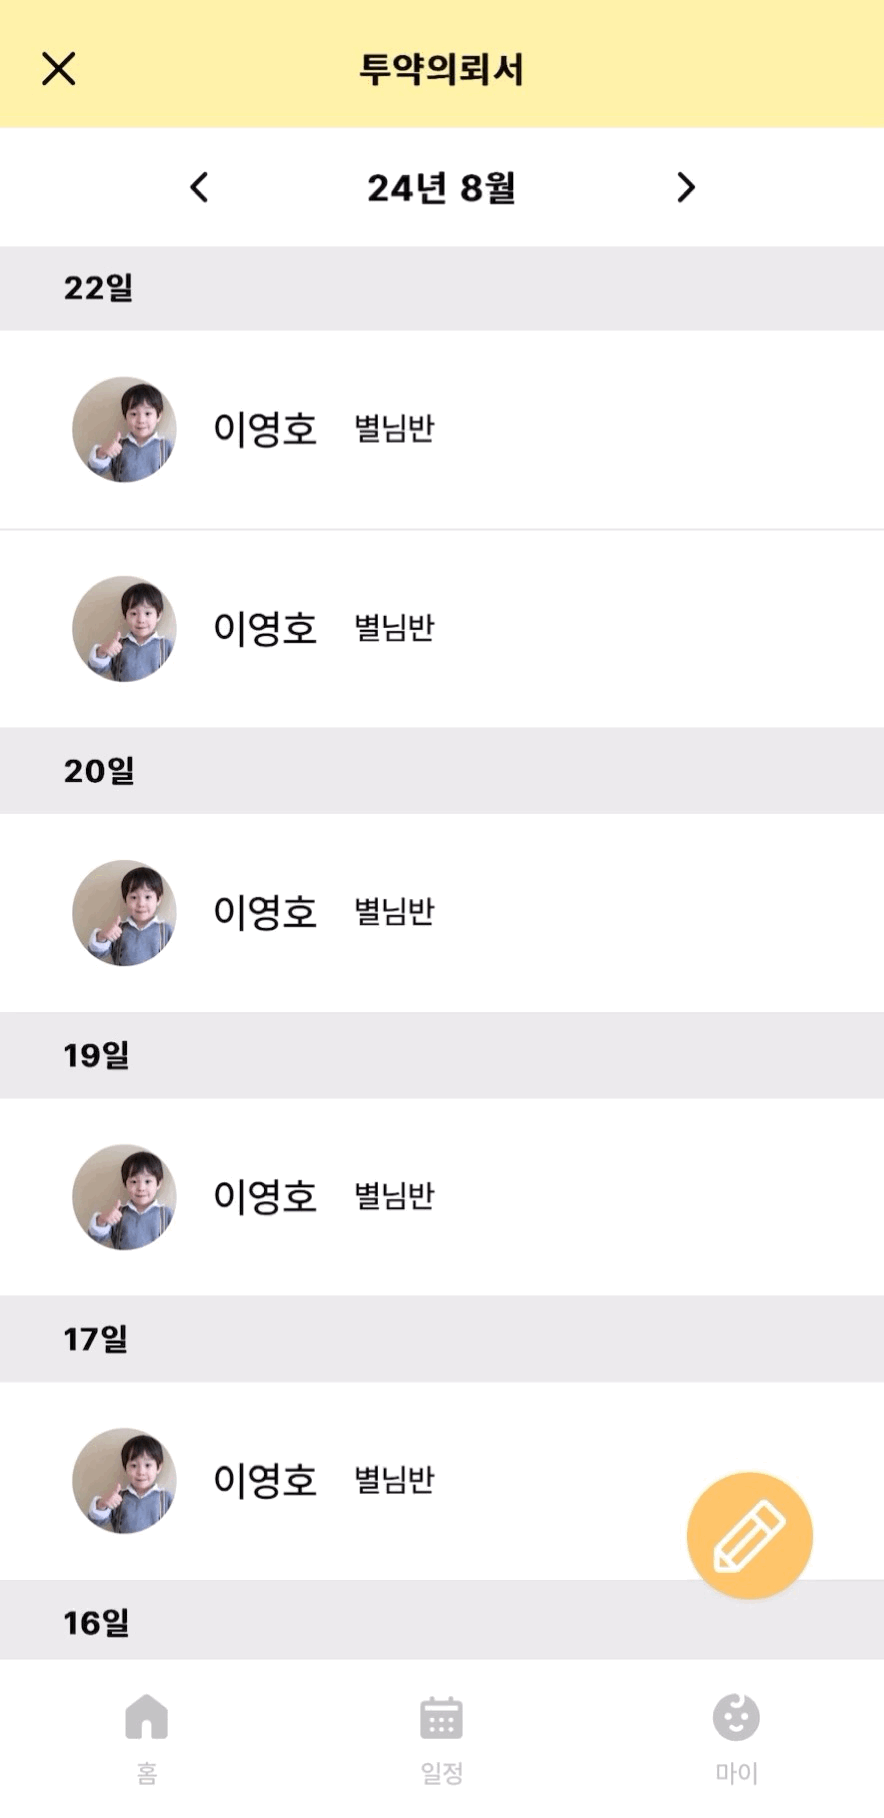 투약의뢰서
24년 8월
22일
이영호 별님반
이영호 별님반
20일
이영호 별님반
19일
이영호 별님반
17일
이영호 별님반
16일
홈 일정 마이